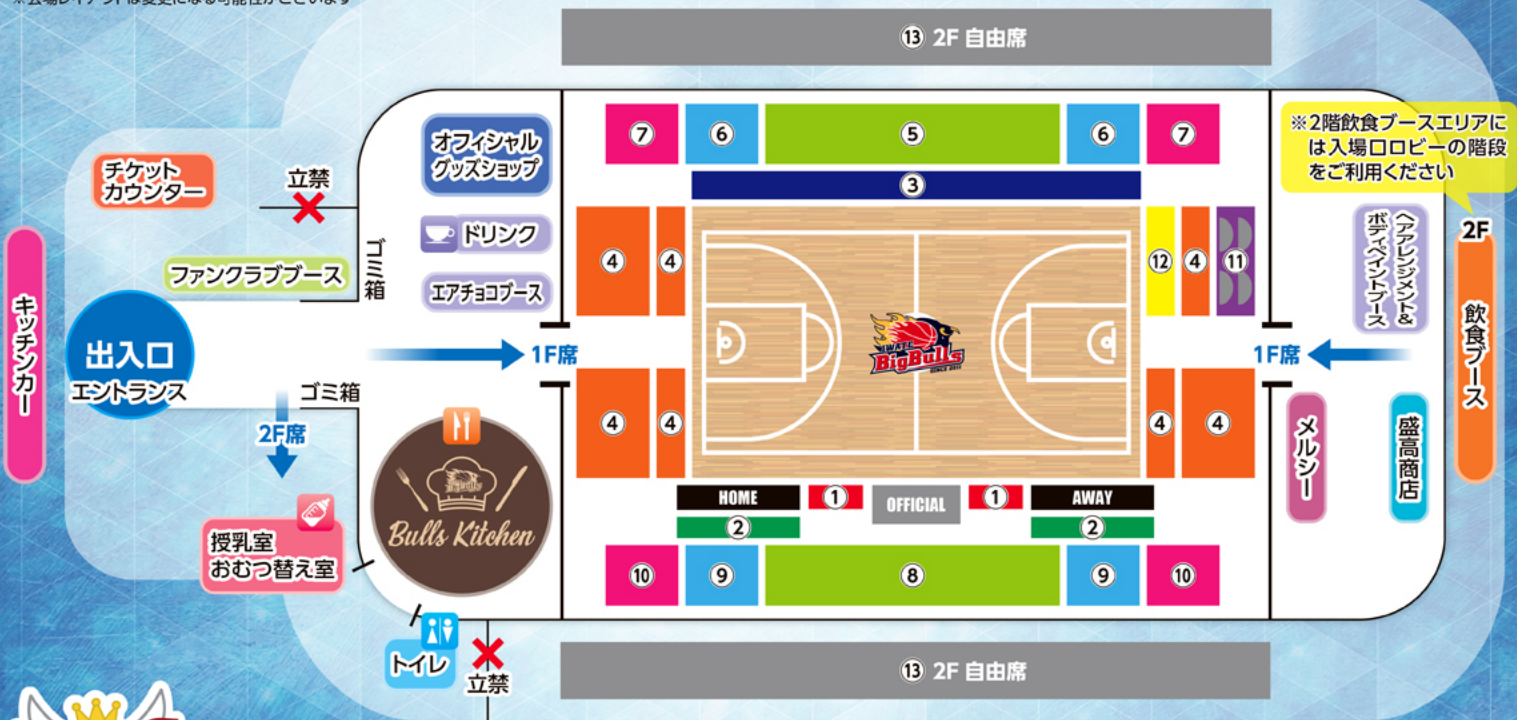 ※会場レイアウトは変更になる可能性がございます
⑬ 2F 自由席
⑦
⑥
⑤
⑥
⑦
③
※2階飲食ブースエリアに
は入場口ロビーの階段
をご利用ください
オフィシャル
グッズショップ
チケット
カウンター
立禁
ドリンク
ゴミ箱
ファンクラブブース
エアチョコブース
キッチンカー
出入口
エントランス
1F席
ゴミ箱
2F席
④
④
⑫
④
⑪
IWATE
BigBulls
SINCE 2011
1F席
ヘアアレンジメント&
ボディペイントブース
2F
飲食ブース
④
④
④
④
メルシー
盛高商店
Bulls Kitchen
授乳室
おむつ替え室
HOME
①
OFFICIAL
①
AWAY
②
②
⑩
⑨
⑧
⑨
⑩
トイレ
立禁
⑬ 2F 自由席